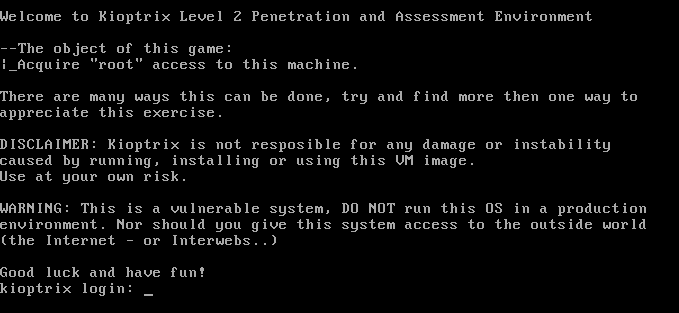 Welcome to Kioptrix Level 2 Penetration and Assessment Environment
--The object of this game:
|_Acquire "root" access to this machine.
There are many ways this can be done, try and find more then one way to
appreciate this exercise.
DISCLAIMER: Kioptrix is not resposible for any damage or instability
caused by running, installing or using this VM image.
Use at your own risk.
WARNING: This is a vulnerable system, DO NOT run this OS in a production
environment. Nor should you give this system access to the outside world
(the Internet - or Interwebs..)
Good luck and have fun!
kioptrix login: _